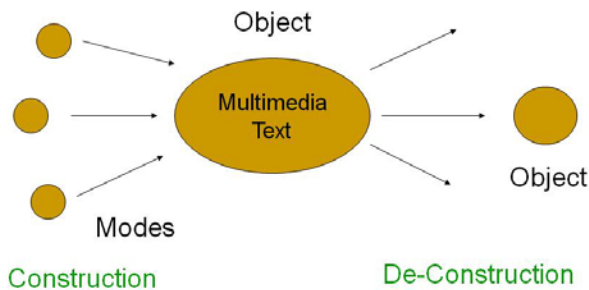 Object
Multimedia
Text
Object
Modes
Construction
De-Construction